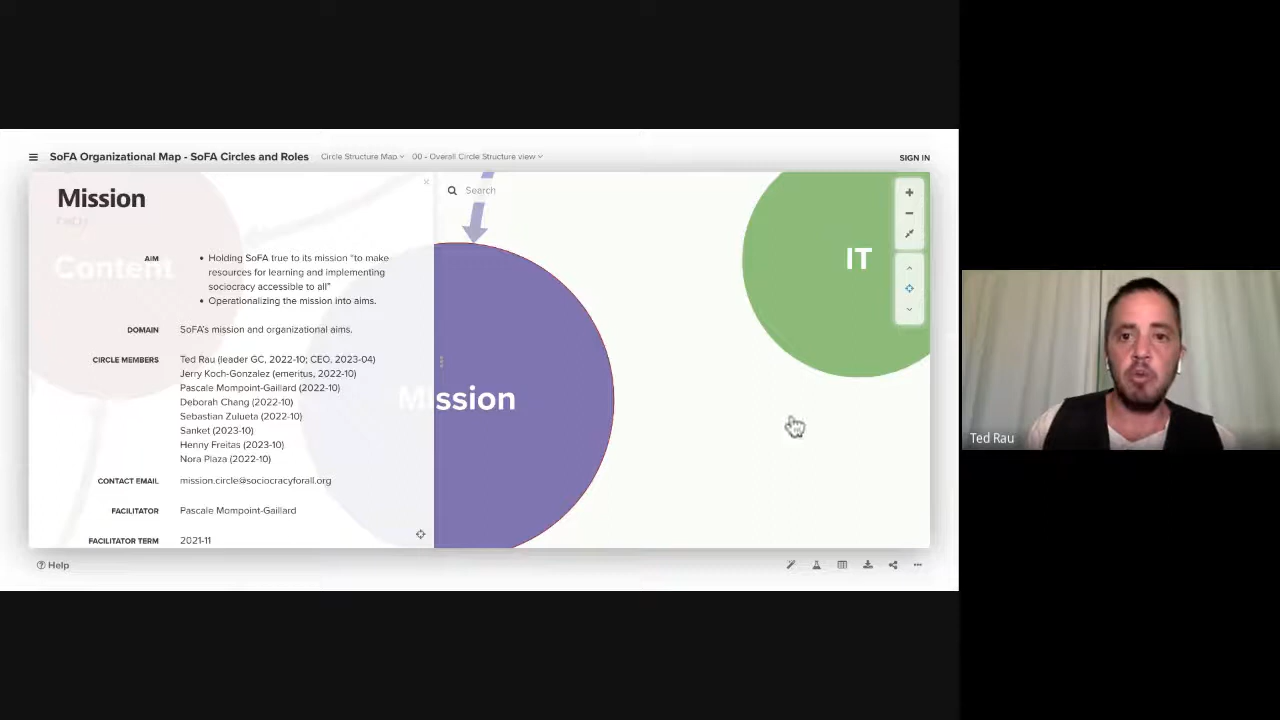 SoFA Organizational Map - SoFA Circles and Roles
Circle Structure Map
00 - Overall Circle Structure view
SIGN IN
Mission
Search
Content
AIM
Holding SoFA true to its mission "to make
resources for learning and implementing
sociocracy accessible to all"
Operationalizing the mission into aims.
DOMAIN
SoFA's mission and organizational aims.
CIRCLE MEMBERS
Ted Rau (leader GC, 2022-10; CEO, 2023-04)
Jerry Koch-Gonzalez (emeritus, 2022-10)
Pascale Mompoint-Gaillard (2022-10)
Deborah Chang (2022-10)
Sebastian Zulueta (2022-10)
Sanket (2023-10)
Henny Freitas (2023-10)
Nora Plaza (2022-10)
CONTACT EMAIL
mission.circle@sociocracyforall.org
FACILITATOR
Pascale Mompoint-Gaillard
FACILITATOR TERM
2021-11
Mission
IT
Help
Ted Rau